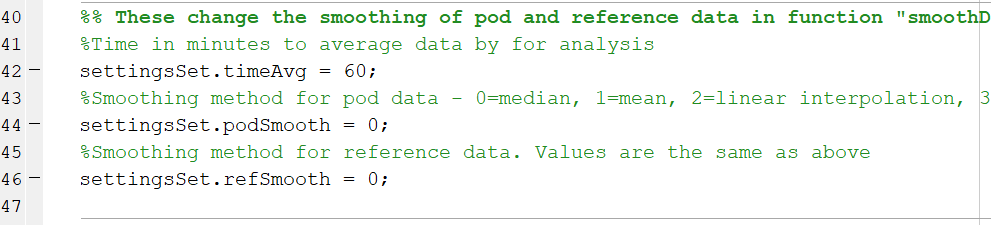 40 %% These change the smoothing of pod and reference data in function "smoothD
41 %Time in minutes to average data by for analysis
42 – settingsSet.timeAvg = 60;
43 %Smoothing method for pod data - 0=median, 1=mean, 2=linear interpolation, 3
44 – settingsSet.podSmooth = 0;
45 %Smoothing method for reference data. Values are the same as above
46 – settingsSet.refSmooth = 0;
47